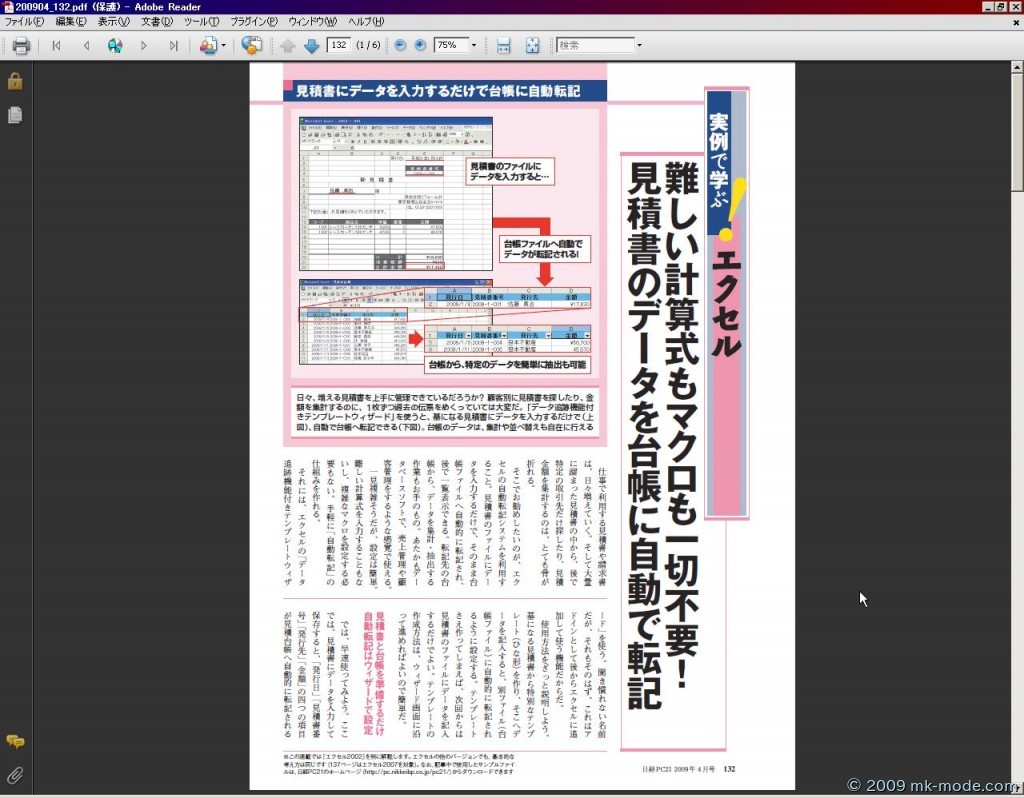 200904_132.pdf (保護) - Adobe Reader
ファイル(F) 編集(E) 表示(V) 文書(D) ツール(T) プラグイン(P) ウィンドウ(W) ヘルプ(H)
132 (1 / 6) 75% 検索
見積書にデータを入力するだけで台帳に自動転記
見積書のファイルに
データを入力すると…
台帳ファイルへ自動で
データが転記される!
台帳から、特定のデータを簡単に抽出も可能
日々、増える見積書を上手に管理できているだろうか? 顧客別に見積書を探したり、金
額を集計するのに、1枚ずつ過去の伝票をめくっていては大変だ。「データ追跡機能付
きテンプレートウィザード」を使うと、基になる見積書にデータを入力するだけで(上
図)、自動で台帳へ転記できる(下図)。台帳のデータは、集計や並べ替えも自在に行える
実例で学ぶ!エクセル
難しい計算式もマクロも一切不要!
見積書のデータを台帳に自動で転記
仕事で利用する見積書や請求書
は、日々増えていく。そして大量
に溜まった見積書の中から、後で
特定の取引先だけ探したり、見積
金額を集計するのは、とても骨が
折れる。
そこでお勧めしたいのが、エク
セルの自動転記システムを利用す
ること。見積書のファイルにデー
タを入力するだけで、そのまま台
帳ファイルへ自動的に転記され、
後で一覧表示できる。転記先の台
帳から、データを集計・抽出する
作業もお手のもの。あたかもデー
タベースソフトで、売上管理や顧
客管理をするような感覚で使える。
一見複雑そうだが、設定は簡単。
難しい計算式を入力することもな
いし、複雑なマクロを設定する必
要もない。手軽に「自動転記」の
仕組みを作れる。
それには、エクセルの「データ
追跡機能付きテンプレートウィザ
ード」を使う。聞き慣れない名前
だが、それもそのはず。これはア
ドインとして後からエクセルに追
加して使う機能だからだ。
使用方法をざっと説明しよう。
基になる見積書から特別なテンプ
レート(ひな形)を作り、そこへデ
ータを記入すると、別ファイル(台
帳ファイル)に自動的に転記され
るように設定する。テンプレート
さえ作ってしまえば、次回からは
見積書のファイルにデータを記入
するだけでよい。テンプレートの
作成方法は、ウィザード画面に沿
って進めればよいので簡単だ。
見積書と台帳を準備するだけ
自動転記はウィザードで設定
では、早速使ってみよう。ここ
では、見積書にデータを入力して
保存すると、「発行日」「見積書番
号」「発行先」「金額」の四つの項目
が見積台帳へ自動的に転記される
※この連載では「エクセル2002」を例に解説します。エクセルの他のバージョンでも、基本的な
考え方は同じです(137ページはエクセル2007を対象)。なお、記事中で使用したサンプルファイ
ルは、日経PC21のホームページ(http://pc.nikkeibp.co.jp/pc21/)からダウンロードできます
日経PC21 2009年4月号 132
© 2009 mk-mode.com